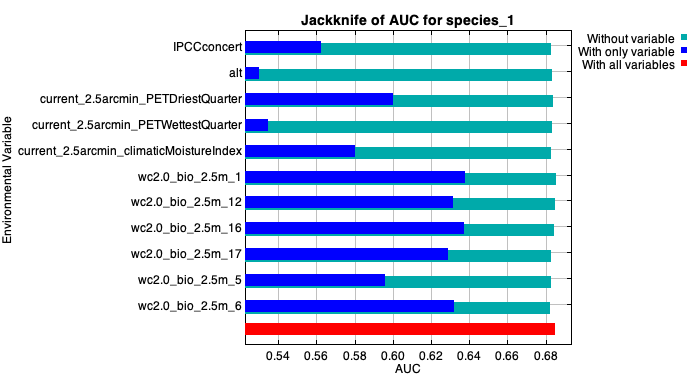 Jackknife of AUC for species_1
Without variable
With only variable
With all variables
Environmental Variable
IPCCconcert
alt
current_2.5arcmin_PETDriestQuarter
current_2.5arcmin_PETWettestQuarter
current_2.5arcmin_climaticMoistureIndex
wc2.0_bio_2.5m_1
wc2.0_bio_2.5m_12
wc2.0_bio_2.5m_16
wc2.0_bio_2.5m_17
wc2.0_bio_2.5m_5
wc2.0_bio_2.5m_6
0.54 0.56 0.58 0.60 0.62 0.64 0.66 0.68
AUC